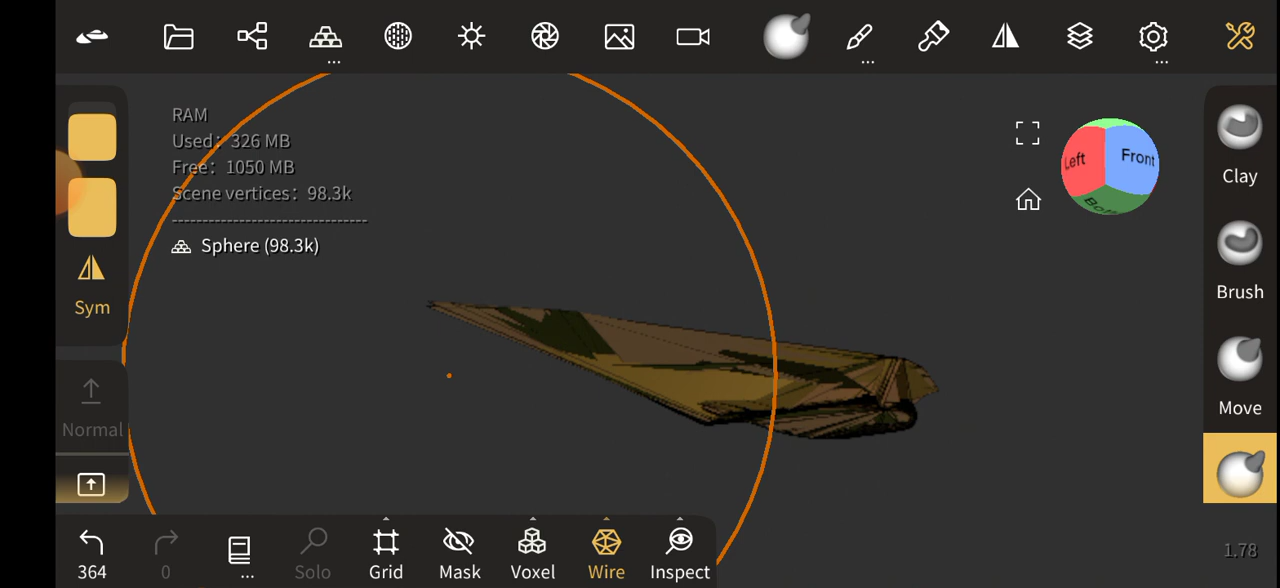 RAM
Used: 326 MB
Free: 1050 MB
Scene vertices: 98.3k
--------------------------------
Sphere (98.3k)
Left
Front
Sym
Normal
Clay
Brush
Move
1.78
364
0
...
Solo
Grid
Mask
Voxel
Wire
Inspect